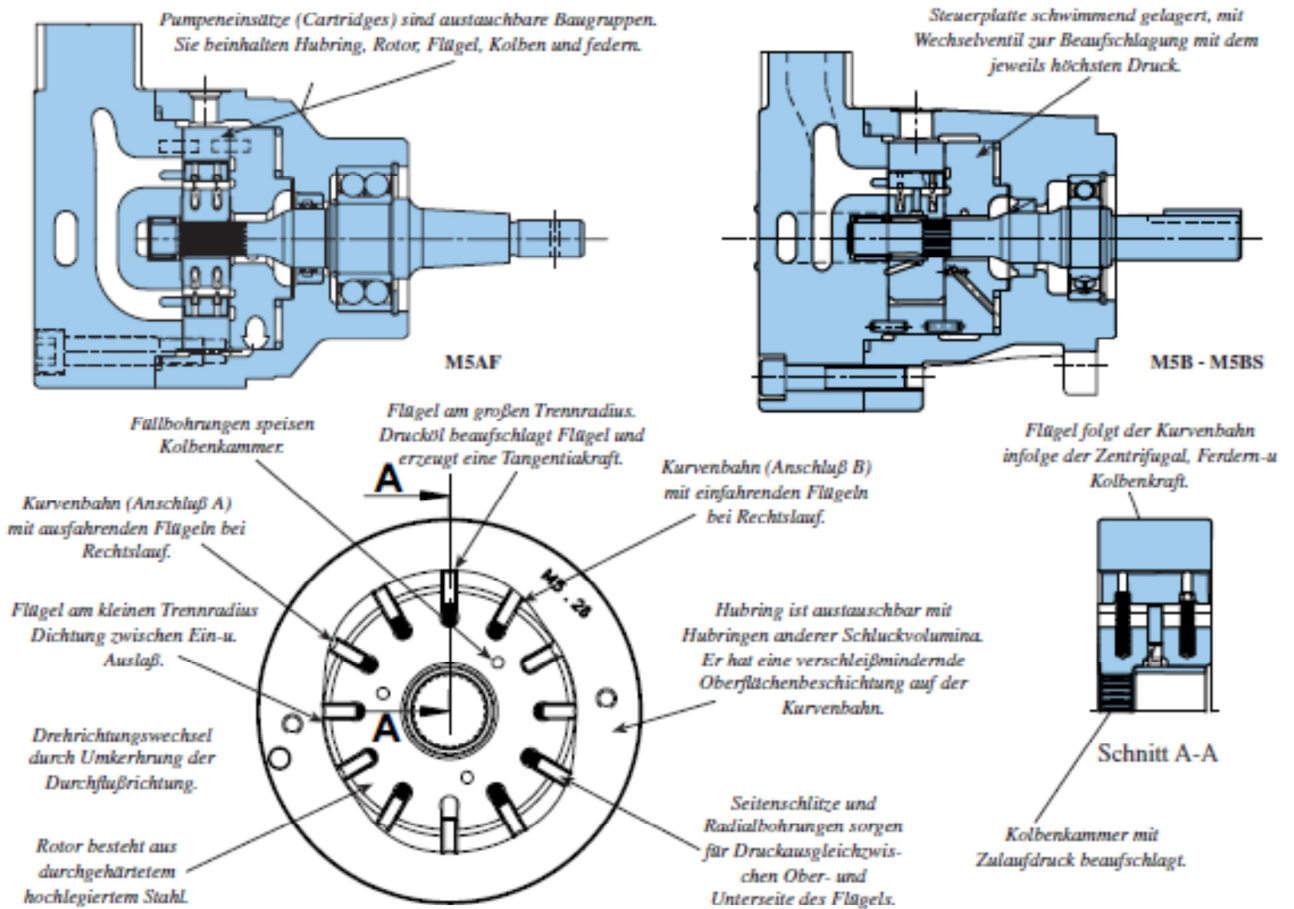 Pumpeneinsätze (Cartridges) sind austauchbare Baugruppen.
Sie beinhalten Hubring, Rotor, Flügel, Kolben und federn.
Steuerplatte schwimmend gelagert, mit
Wechselventil zur Beaufschlagung mit dem
jeweils höchsten Druck.
M5AF
M5B - M5BS
Füllbohrungen speisen
Kolbenkammer.
Flügel am großen Trennradius.
Drucköl beaufschlagt Flügel und
erzeugt eine Tangentiakraft.
Kurvenbahn (Anschluß B)
mit einfahrenden Flügeln
bei Rechtslauf.
Flügel folgt der Kurvenbahn
infolge der Zentrifugal, Ferdern-u
Kolbenkraft.
Kurvenbahn (Anschluß A)
mit ausfahrenden Flügeln bei
Rechtslauf.
A
M5 . 28
Flügel am kleinen Trennradius
Dichtung zwischen Ein-u.
Auslaß.
Hubring ist austauschbar mit
Hubringen anderer Schluckvolumina.
Er hat eine verschleißmindernde
Oberflächenbeschichtung auf der
Kurvenbahn.
A
Drehrichtungswechsel
durch Umkerhrung der
Durchflußrichtung.
Schnitt A-A
Rotor besteht aus
durchgehärtetem
hochlegiertem Stahl.
Seitenschlitze und
Radialbohrungen sorgen
für Druckausgleichzwis-
chen Ober- und
Unterseite des Flügels.
Kolbenkammer mit
Zulaufdruck beaufschlagt.